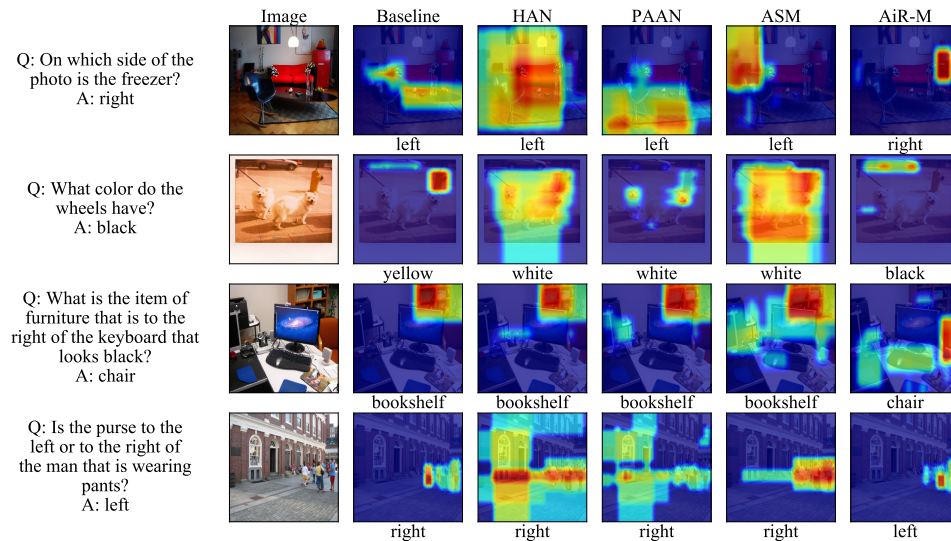 Image Baseline HAN PAAN ASM AiR-M
Q: On which side of the
photo is the freezer?
A: right
left left left left right
Q: What color do the
wheels have?
A: black
yellow white white white black
Q: What is the item of
furniture that is to the
right of the keyboard that
looks black?
A: chair
bookshelf bookshelf bookshelf bookshelf chair
Q: Is the purse to the
left or to the right of
the man that is wearing
pants?
A: left
right right right right left